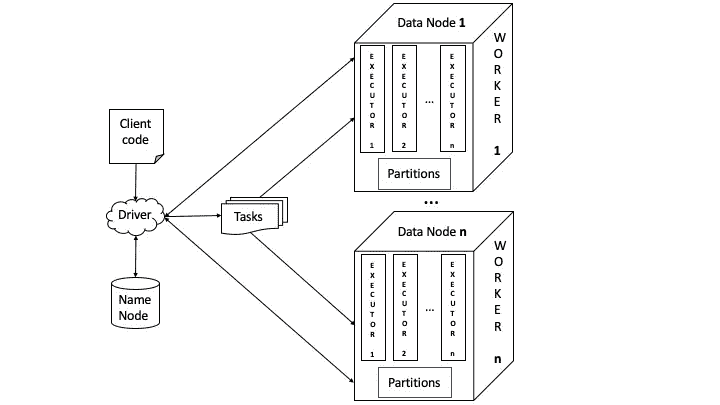 Data Node 1
EXECUTOR 1
EXECUTOR 2
...
EXECUTOR n
Partitions
WORKER 1
Client
code
Driver
Tasks
Name
Node
...
Data Node n
EXECUTOR 1
EXECUTOR 2
...
EXECUTOR n
Partitions
WORKER n